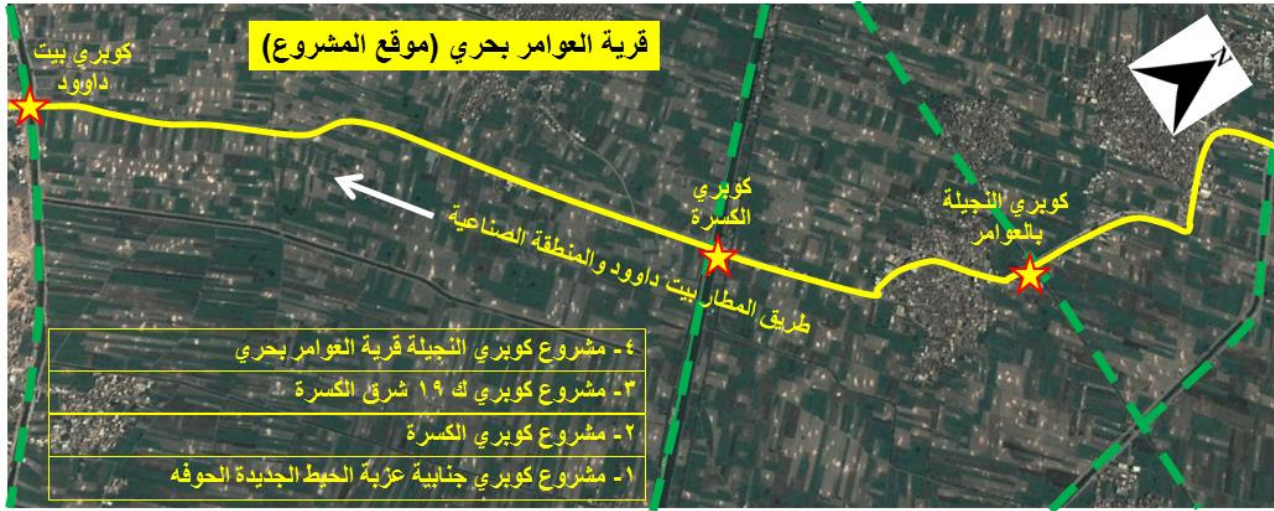 قرية العوامر بحري (موقع المشروع)
N
كوبري بيت
داوود
كوبري
الكسرة
كوبري النجيلة
بالعوامر
طريق المطار بيت داوود والمنطقة الصناعية
٤- مشروع كوبري النجيلة قرية العوامر بحري
٣- مشروع كوبري ك ١٩ شرق الكسرة
٢- مشروع كوبري الكسرة
١- مشروع كوبري جنابية عزبة الخبط الجديدة الحوفه